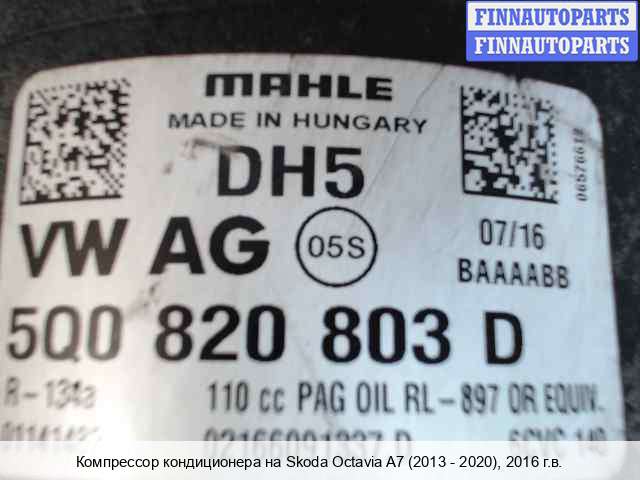 FINNAUTOPARTS
FINNAUTOPARTS
MAHLE
MADE IN HUNGARY
DH5
06576618
VW AG 05S 07/16
BAAAABB
5Q0 820 803 D
R-134a 110 cc PAG OIL RL-897 OR EQUIV.
Компрессор кондиционера на Skoda Octavia A7 (2013 - 2020), 2016 г.в.